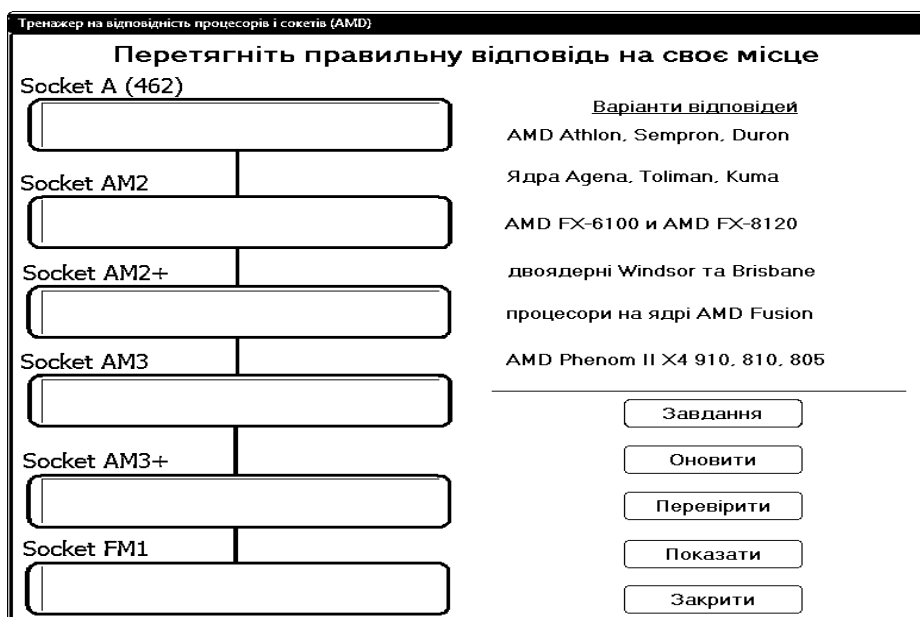 Тренажер на відповідність процесорів і сокетів (AMD)
Перетягніть правильну відповідь на своє місце
Socket A (462)
Socket AM2
Socket AM2+
Socket AM3
Socket AM3+
Socket FM1
Варіанти відповідей
AMD Athlon, Sempron, Duron
Ядра Agena, Toliman, Kuma
AMD FX-6100 и AMD FX-8120
двоядерні Windsor та Brisbane
процесори на ядрі AMD Fusion
AMD Phenom II X4 910, 810, 805
Завдання
Оновити
Перевірити
Показати
Закрити